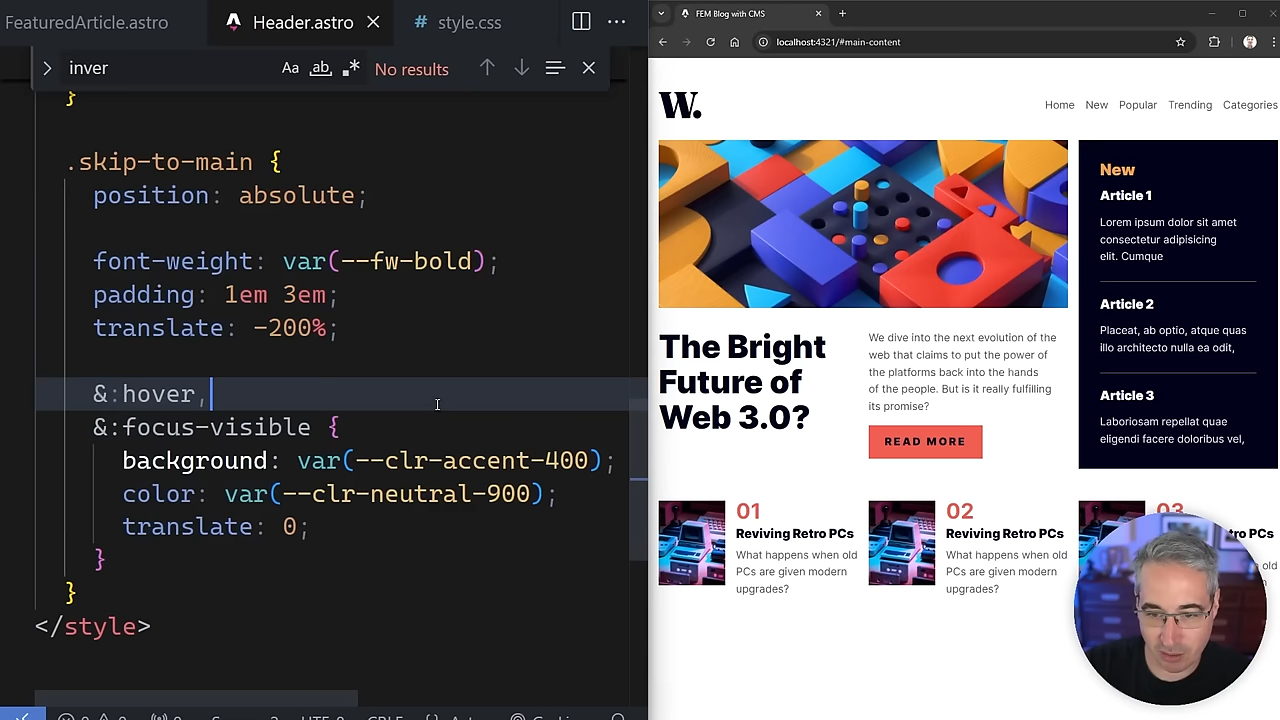 FeaturedArticle.astro
Header.astro
# style.css
inver
Aa
ab
No results
}
.skip-to-main {
position: absolute;
font-weight: var(--fw-bold);
padding: 1em 3em;
translate: -200%;
&:hover,
&:focus-visible {
background: var(--clr-accent-400);
color: var(--clr-neutral-900);
translate: 0;
}
}
</style>
FEM Blog with CMS
localhost:4321/#main-content
W.
Home New Popular Trending Categories
The Bright
Future of
Web 3.0?
We dive into the next evolution of the
web that claims to put the power of
the platforms back into the hands
of the people. But is it really fulfilling
its promise?
READ MORE
New
Article 1
Lorem ipsum dolor sit amet
consectetur adipisicing
elit. Cumque
Article 2
Placeat, ab optio, atque quas
illo architecto nulla ea odit,
Article 3
Laboriosam repellat quae
eligendi facere doloribus vel,
01
Reviving Retro PCs
What happens when old
PCs are given modern
upgrades?
02
Reviving Retro PCs
What happens when old
PCs are given modern
upgrades?
03
tro PCs
old